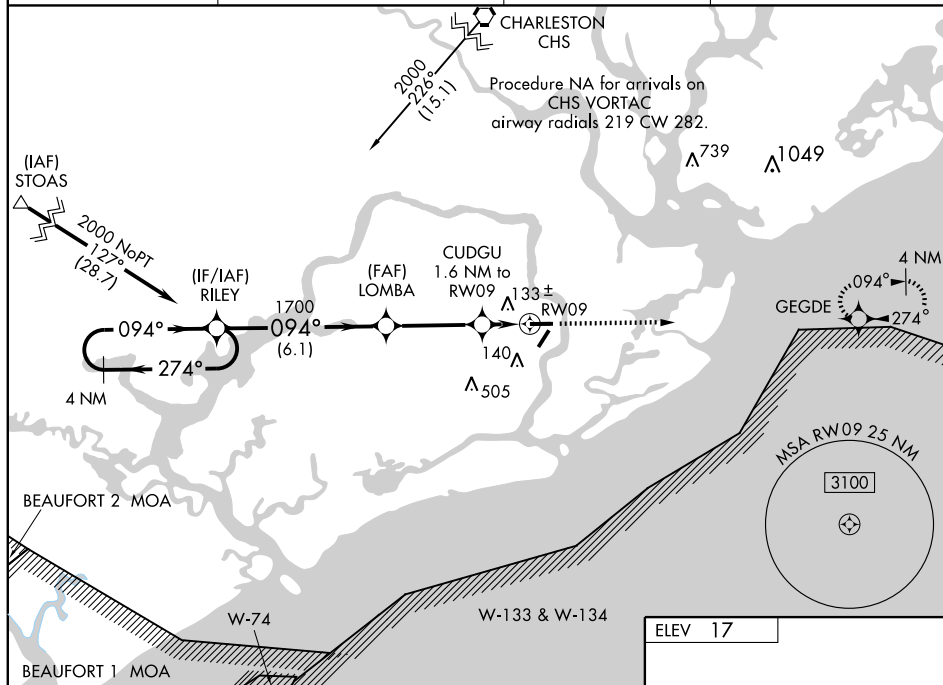 CHARLESTON
CHS
2000
226°
(15.1)
Procedure NA for arrivals on
CHS VORTAC
airway radials 219 CW 282.
739
1049
(IAF)
STOAS
2000 NoPT
127°
(28.7)
(IF/IAF)
RILEY
(FAF)
LOMBA
CUDGU
1.6 NM to
RW09
133±
RW09
4 NM
094°
GEGDE
274°
094°
1700
094°
(6.1)
274°
4 NM
140
505
MSA RW09 25 NM
3100
BEAUFORT 2 MOA
W-74
W-133 & W-134
ELEV 17
BEAUFORT 1 MOA